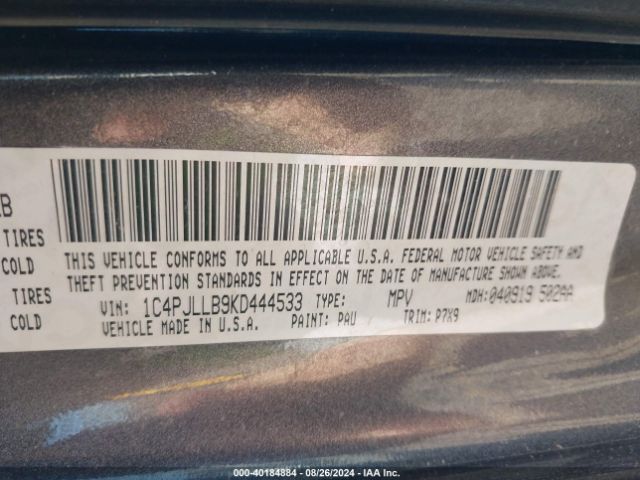 B
TIRES
COLD
TIRES
COLD
THIS VEHICLE CONFORMS TO ALL APPLICABLE U.S.A. FEDERAL MOTOR VEHICLE SAFETY AND
THEFT PREVENTION STANDARDS IN EFFECT ON THE DATE OF MANUFACTURE SHOWN ABOVE.
VIN: 1C4PJLLB9KD444533 TYPE: MPV MDH:040919 502AA
VEHICLE MADE IN U.S.A. PAINT: PAU TRIM: P7X9
000-40184884 / 08/26/2024 - IAA Inc.